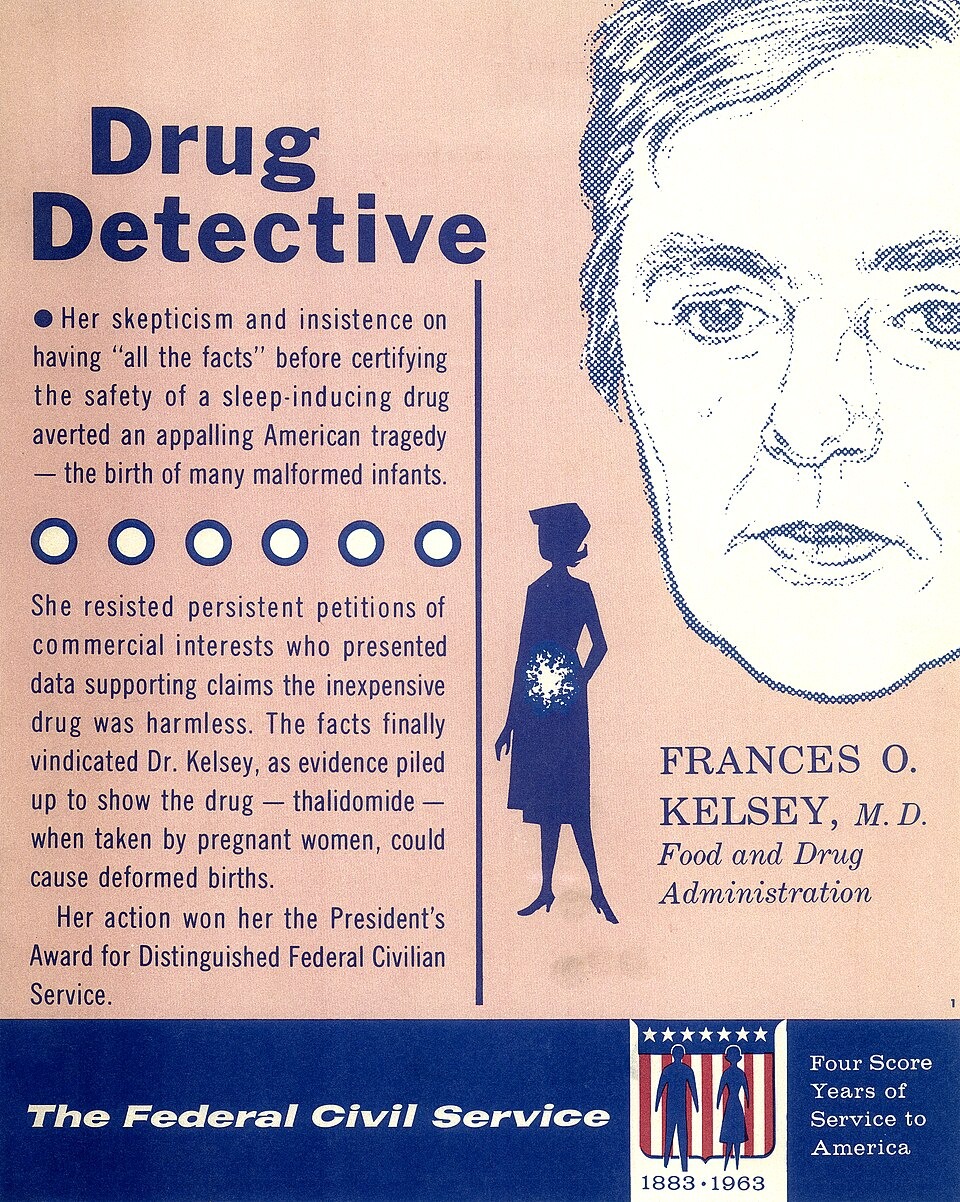 Drug
Detective
● Her skepticism and insistence on
having “all the facts” before certifying
the safety of a sleep-inducing drug
averted an appalling American tragedy
— the birth of many malformed infants.
She resisted persistent petitions of
commercial interests who presented
data supporting claims the inexpensive
drug was harmless. The facts finally
vindicated Dr. Kelsey, as evidence piled
up to show the drug — thalidomide —
when taken by pregnant women, could
cause deformed births.
Her action won her the President’s
Award for Distinguished Federal Civilian
Service.
FRANCES O.
KELSEY, M. D.
Food and Drug
Administration
1
The Federal Civil Service
1883 · 1963
Four Score
Years of
Service to
America